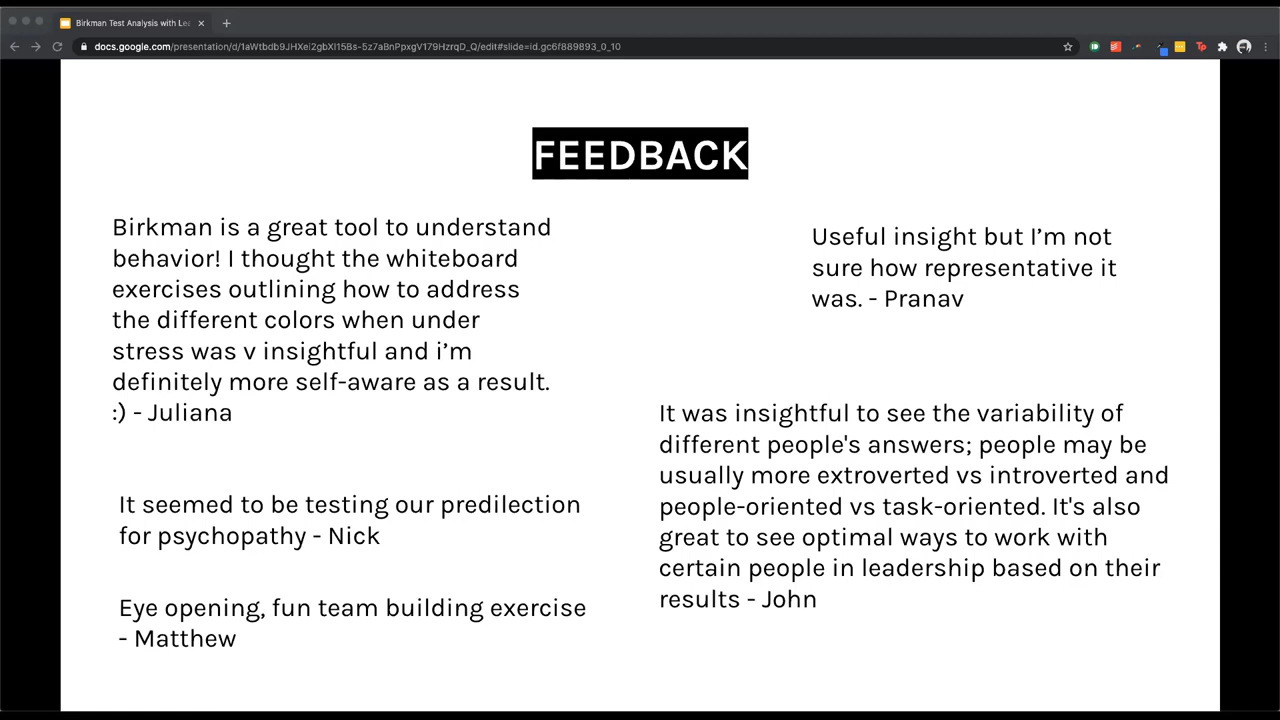 Birkman Test Analysis with Lea
docs.google.com/presentation/d/1aWtbdb9JHXei2gbXI15Bs-5z7aBnPpxgV179HzrqD_Q/edit#slide=id.gc6f889893_0_10
FEEDBACK
Birkman is a great tool to understand
behavior! I thought the whiteboard
exercises outlining how to address
the different colors when under
stress was v insightful and i’m
definitely more self-aware as a result.
:) - Juliana
It seemed to be testing our predilection
for psychopathy - Nick
Eye opening, fun team building exercise
- Matthew
Useful insight but I’m not
sure how representative it
was. - Pranav
It was insightful to see the variability of
different people's answers; people may be
usually more extroverted vs introverted and
people-oriented vs task-oriented. It's also
great to see optimal ways to work with
certain people in leadership based on their
results - John